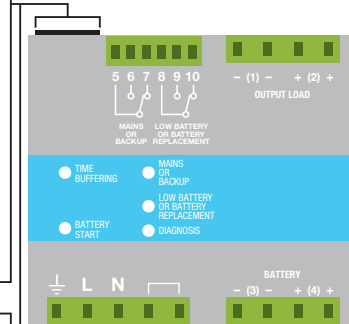 5 6 7 8 9 10
– (1) – + (2) +
OUTPUT LOAD
MAINS
OR
BACKUP
LOW BATTERY
OR BATTERY
REPLACEMENT
TIME
BUFFERING
MAINS
OR
BACKUP
LOW BATTERY
OR BATTERY
REPLACEMENT
BATTERY
START
DIAGNOSIS
L N
BATTERY
– (3) – + (4) +